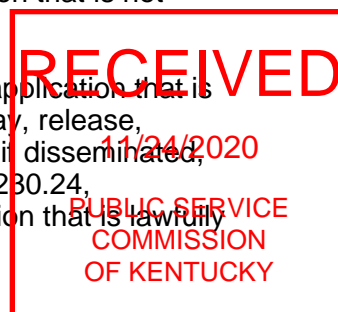 on that is not
RECEIVED
application that is
ay, release,
11/24/2020
if disseminated,
230.24,
PUBLIC SERVICE
on that is lawfully
COMMISSION
OF KENTUCKY